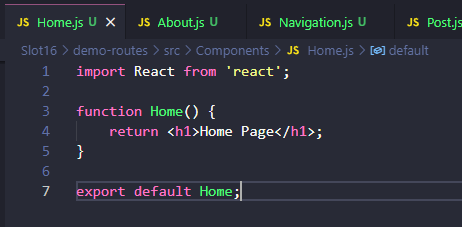 JS Home.js U × JS About.js U JS Navigation.js U JS Post.js
Slot16 > demo-routes > src > Components > JS Home.js > default
1 import React from 'react';
2
3 function Home() {
4     return <h1>Home Page</h1>;
5 }
6
7 export default Home;